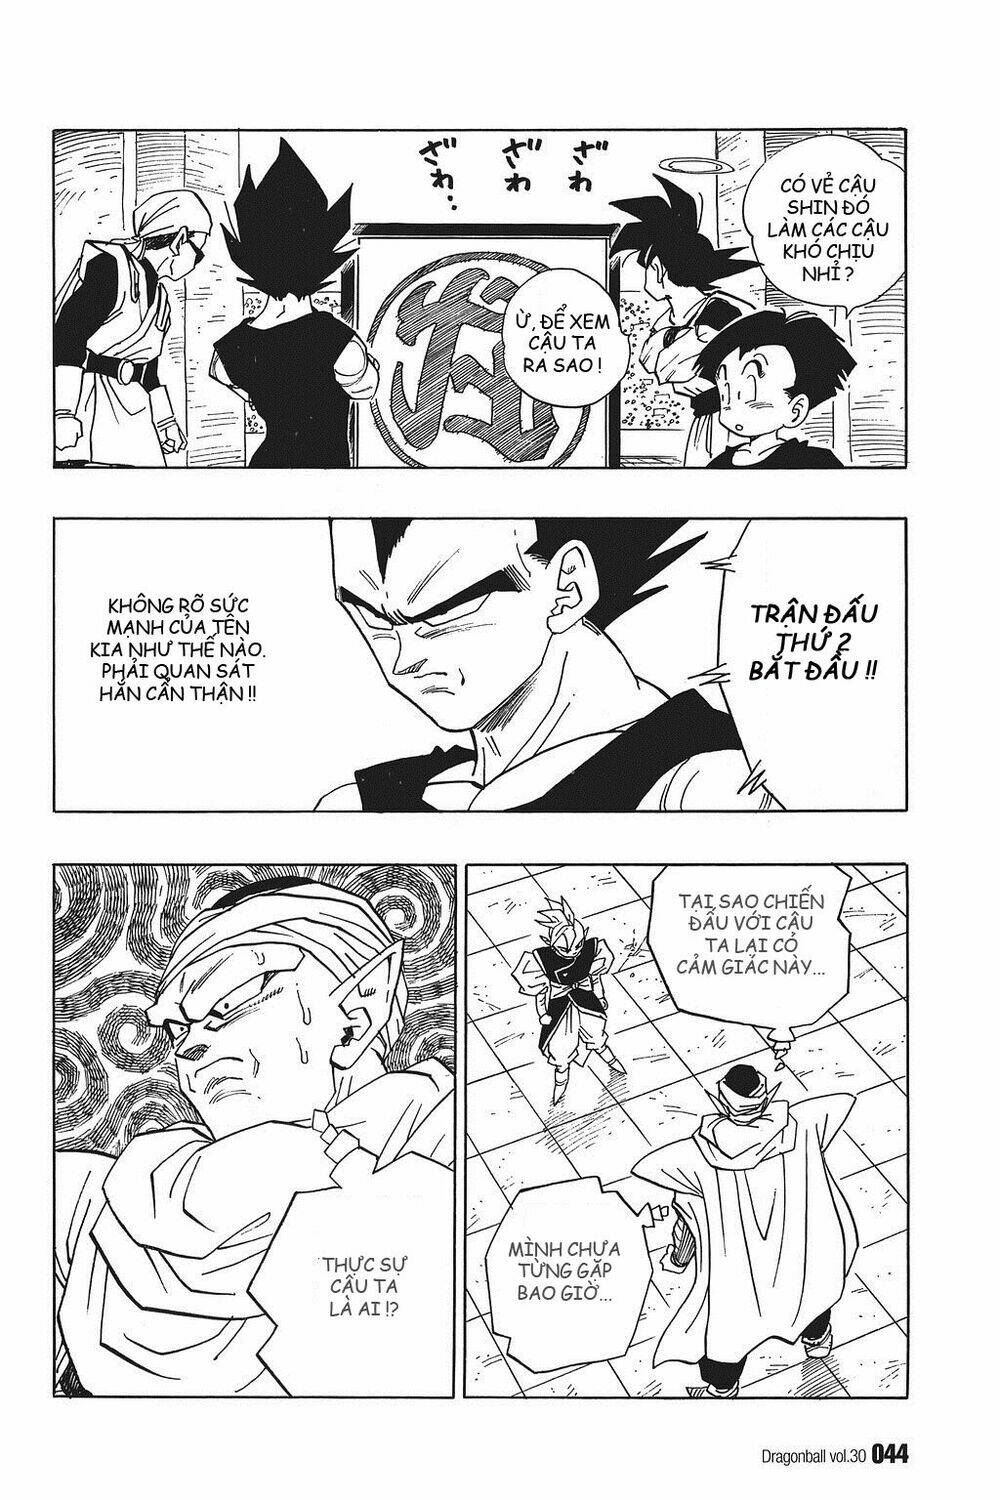 CÓ VẺ CẬU
SHIN ĐÓ
LÀM CÁC CẬU
KHÓ CHỊU
NHỈ ?
ざわ
ざわ
ざわ･
Ừ, ĐỂ XEM
CẬU TA
RA SAO !
TRẬN ĐẤU
THỨ 2
BẮT ĐẦU !!
KHÔNG RÕ SỨC
MẠNH CỦA TÊN
KIA NHƯ THẾ NÀO.
PHẢI QUAN SÁT
HẮN CẨN THẬN !!
TẠI SAO CHIẾN
ĐẤU VỚI CẬU
TA LẠI CÓ
CẢM GIÁC NÀY...
MÌNH CHƯA
TỪNG GẶP
BAO GIỜ...
THỰC SỰ
CẬU TA
LÀ AI !?
Dragonball vol.30 044